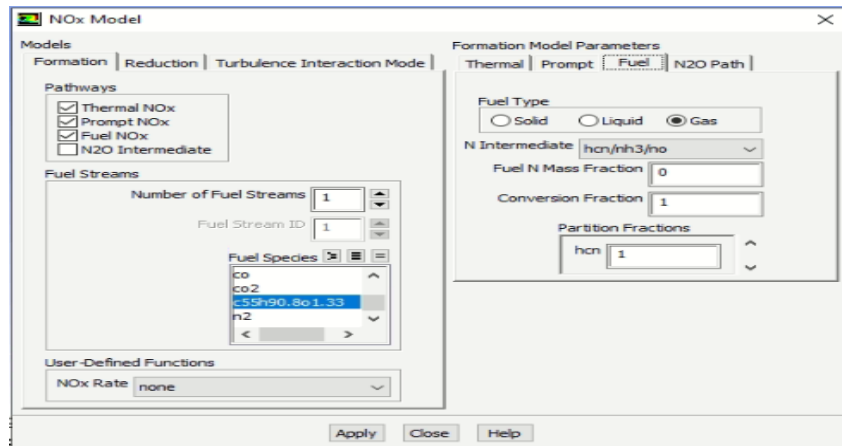 NOx Model
Models
Formation Reduction Turbulence Interaction Mode
Pathways
Thermal NOx
Prompt NOx
Fuel NOx
N2O Intermediate
Fuel Streams
Number of Fuel Streams 1
Fuel Stream ID 1
Fuel Species
co
co2
c55h90.8o1.33
n2
User-Defined Functions
NOx Rate none
Formation Model Parameters
Thermal Prompt Fuel N2O Path
Fuel Type
Solid Liquid Gas
N Intermediate hcn/nh3/no
Fuel N Mass Fraction 0
Conversion Fraction 1
Partition Fractions
hcn 1
Apply Close Help